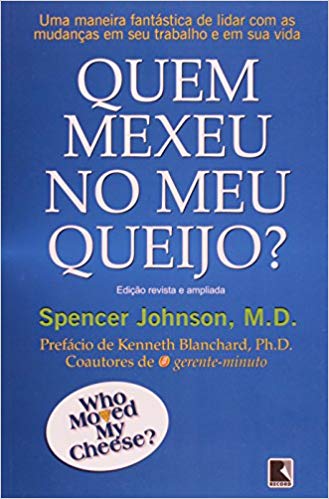 Uma maneira fantástica de lidar com as
mudanças em seu trabalho e em sua vida
QUEM
MEXEU
NO MEU
QUEIJO?
Edição revista e ampliada
Spencer Johnson, M.D.
Prefácio de Kenneth Blanchard, Ph.D.
Coautores de O gerente-minuto
Who
Moved
My
Cheese?
R
RECORD